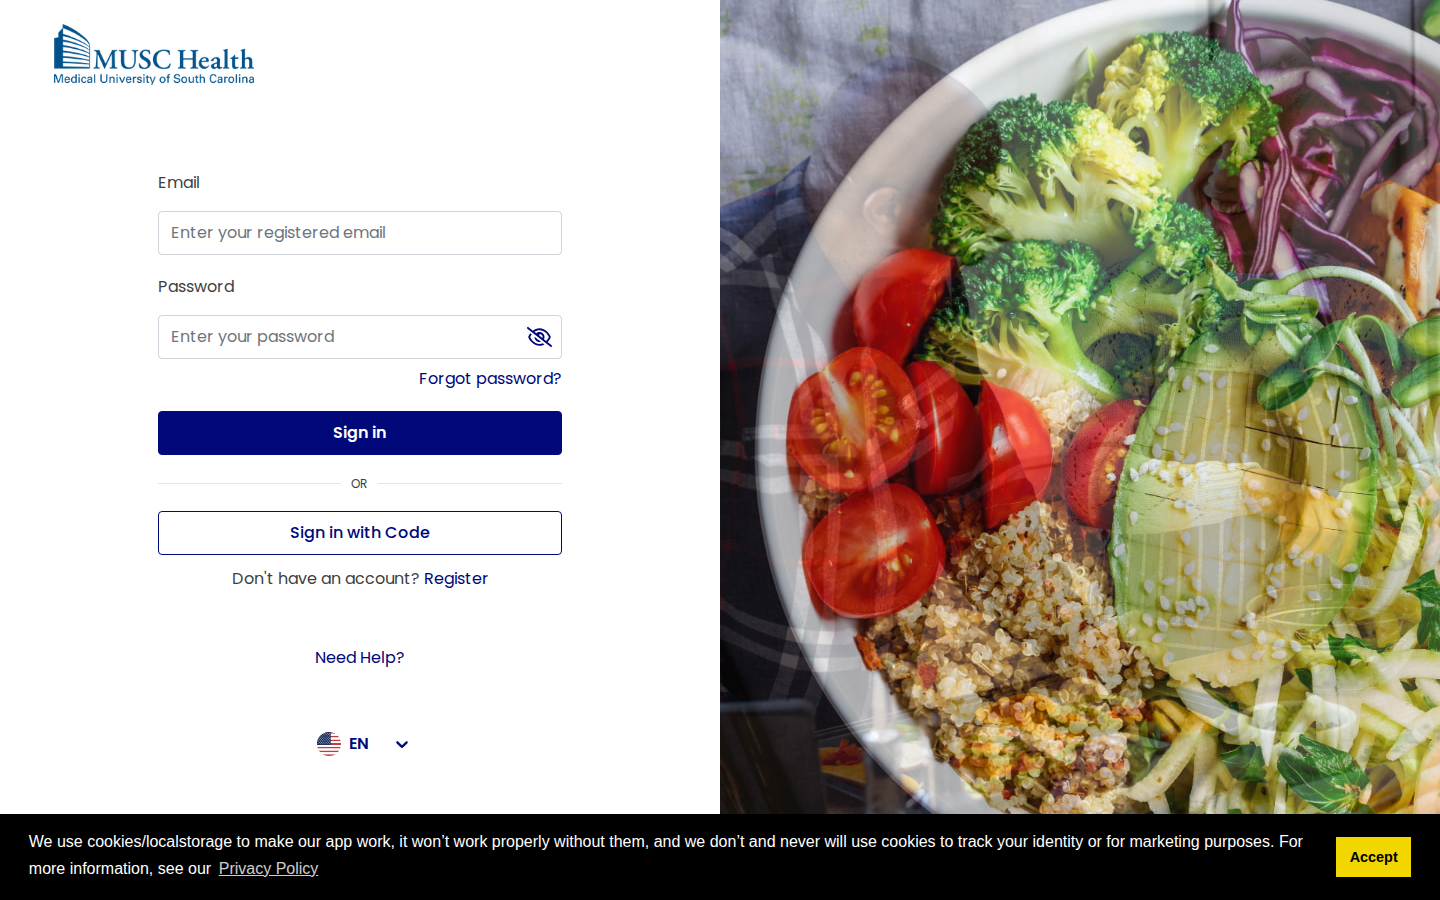 MUSC Health
Medical University of South Carolina
Email
Enter your registered email
Password
Enter your password
Forgot password?
Sign in
OR
Sign in with Code
Don't have an account? Register
Need Help?
EN
We use cookies/localstorage to make our app work, it won’t work properly without them, and we don’t and never will use cookies to track your identity or for marketing purposes. For
more information, see our Privacy Policy
Accept